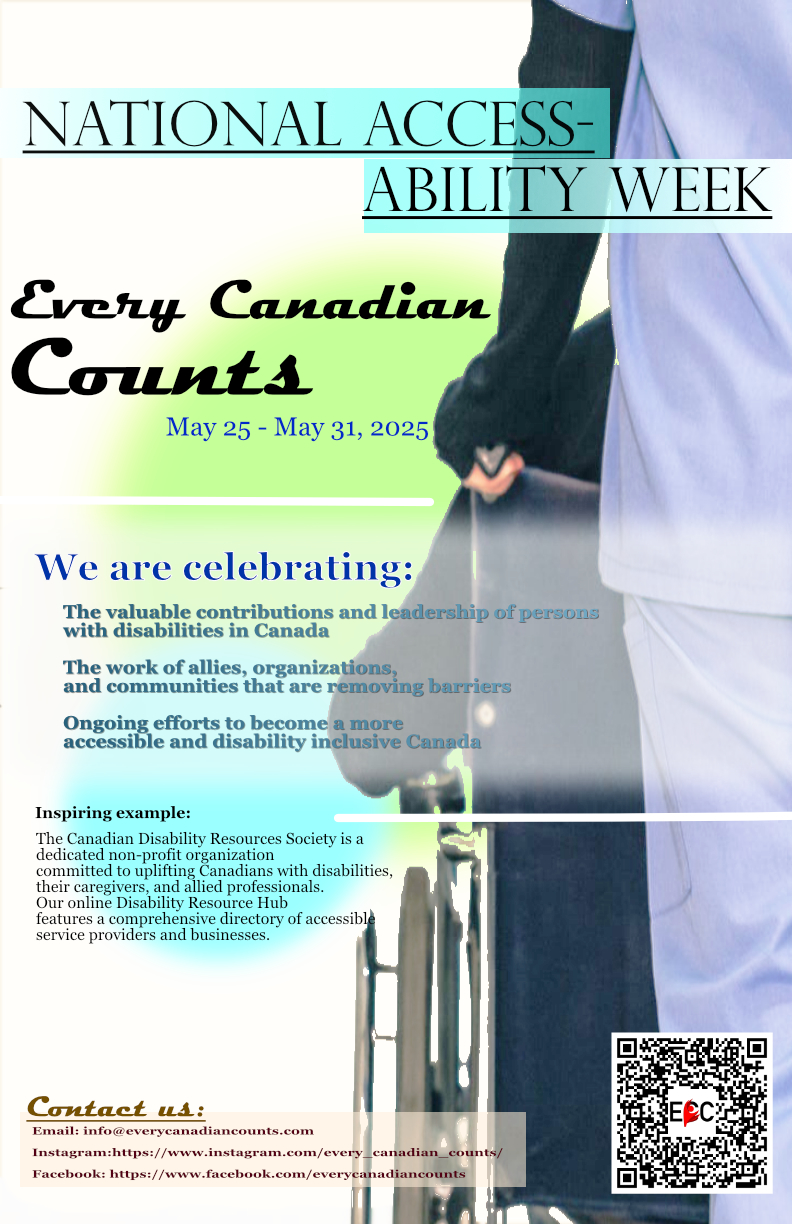 NATIONAL ACCESS-
ABILITY WEEK
Every Canadian
Counts
May 25 - May 31, 2025
We are celebrating:
The valuable contributions and leadership of persons
with disabilities in Canada
The work of allies, organizations,
and communities that are removing barriers
Ongoing efforts to become a more
accessible and disability inclusive Canada
Inspiring example:
The Canadian Disability Resources Society is a
dedicated non-profit organization
committed to uplifting Canadians with disabilities,
their caregivers, and allied professionals.
Our online Disability Resource Hub
features a comprehensive directory of accessible
service providers and businesses.
Contact us:
Email: info@everycanadiancounts.com
Instagram:https://www.instagram.com/every_canadian_counts/
Facebook: https://www.facebook.com/everycanadiancounts
ECC